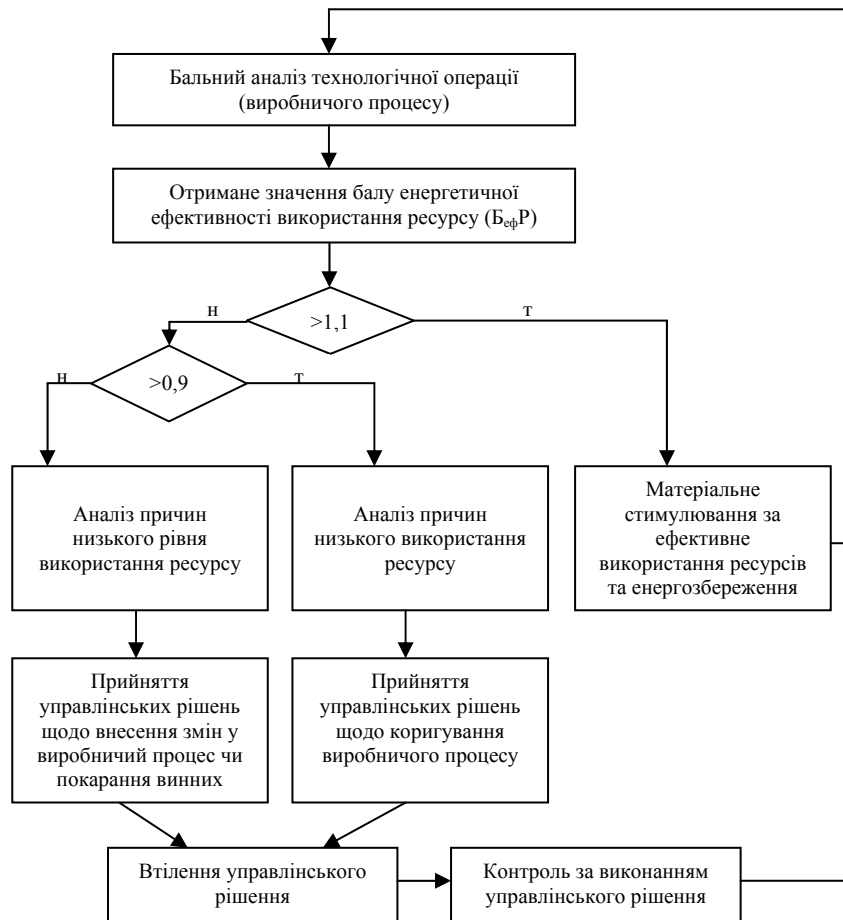 Бальний аналіз технологічної операції
(виробничого процесу)
Отримане значення балу енергетичної
ефективності використання ресурсу (БефР)
н
>1,1
т
н
>0,9
т
Аналіз причин
низького рівня
використання ресурсу
Аналіз причин
низького використання
ресурсу
Матеріальне
стимулювання за
ефективне
використання ресурсів
та енергозбереження
Прийняття
управлінських рішень
щодо внесення змін у
виробничий процес чи
покарання винних
Прийняття
управлінських рішень
щодо коригування
виробничого процесу
Втілення управлінського
рішення
Контроль за виконанням
управлінського рішення